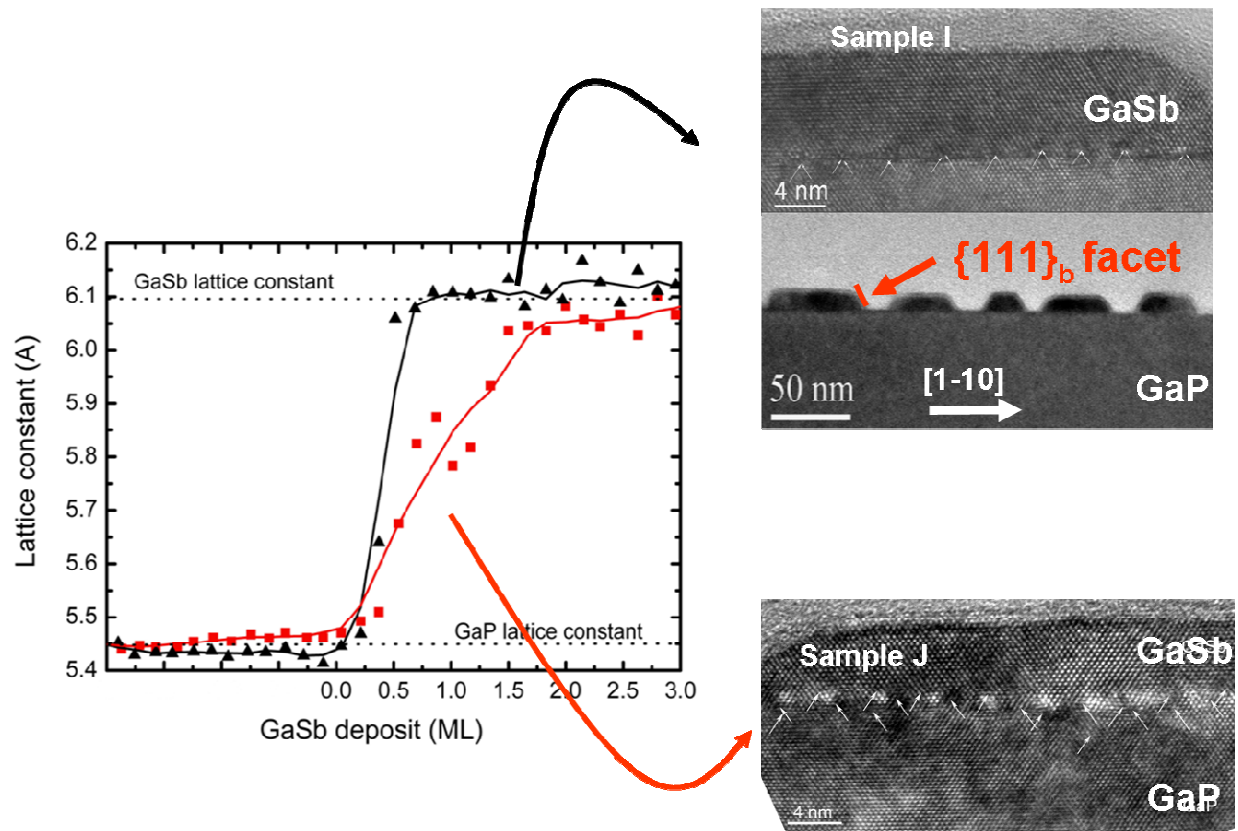 Sample I
GaSb
4 nm
{111}b facet
50 nm
[1-10]
GaP
6.2
6.1
6.0
5.9
5.8
5.7
5.6
5.5
5.4
Lattice constant (A)
GaSb lattice constant
GaP lattice constant
0.0 0.5 1.0 1.5 2.0 2.5 3.0
GaSb deposit (ML)
Sample J
GaSb
GaP
4 nm